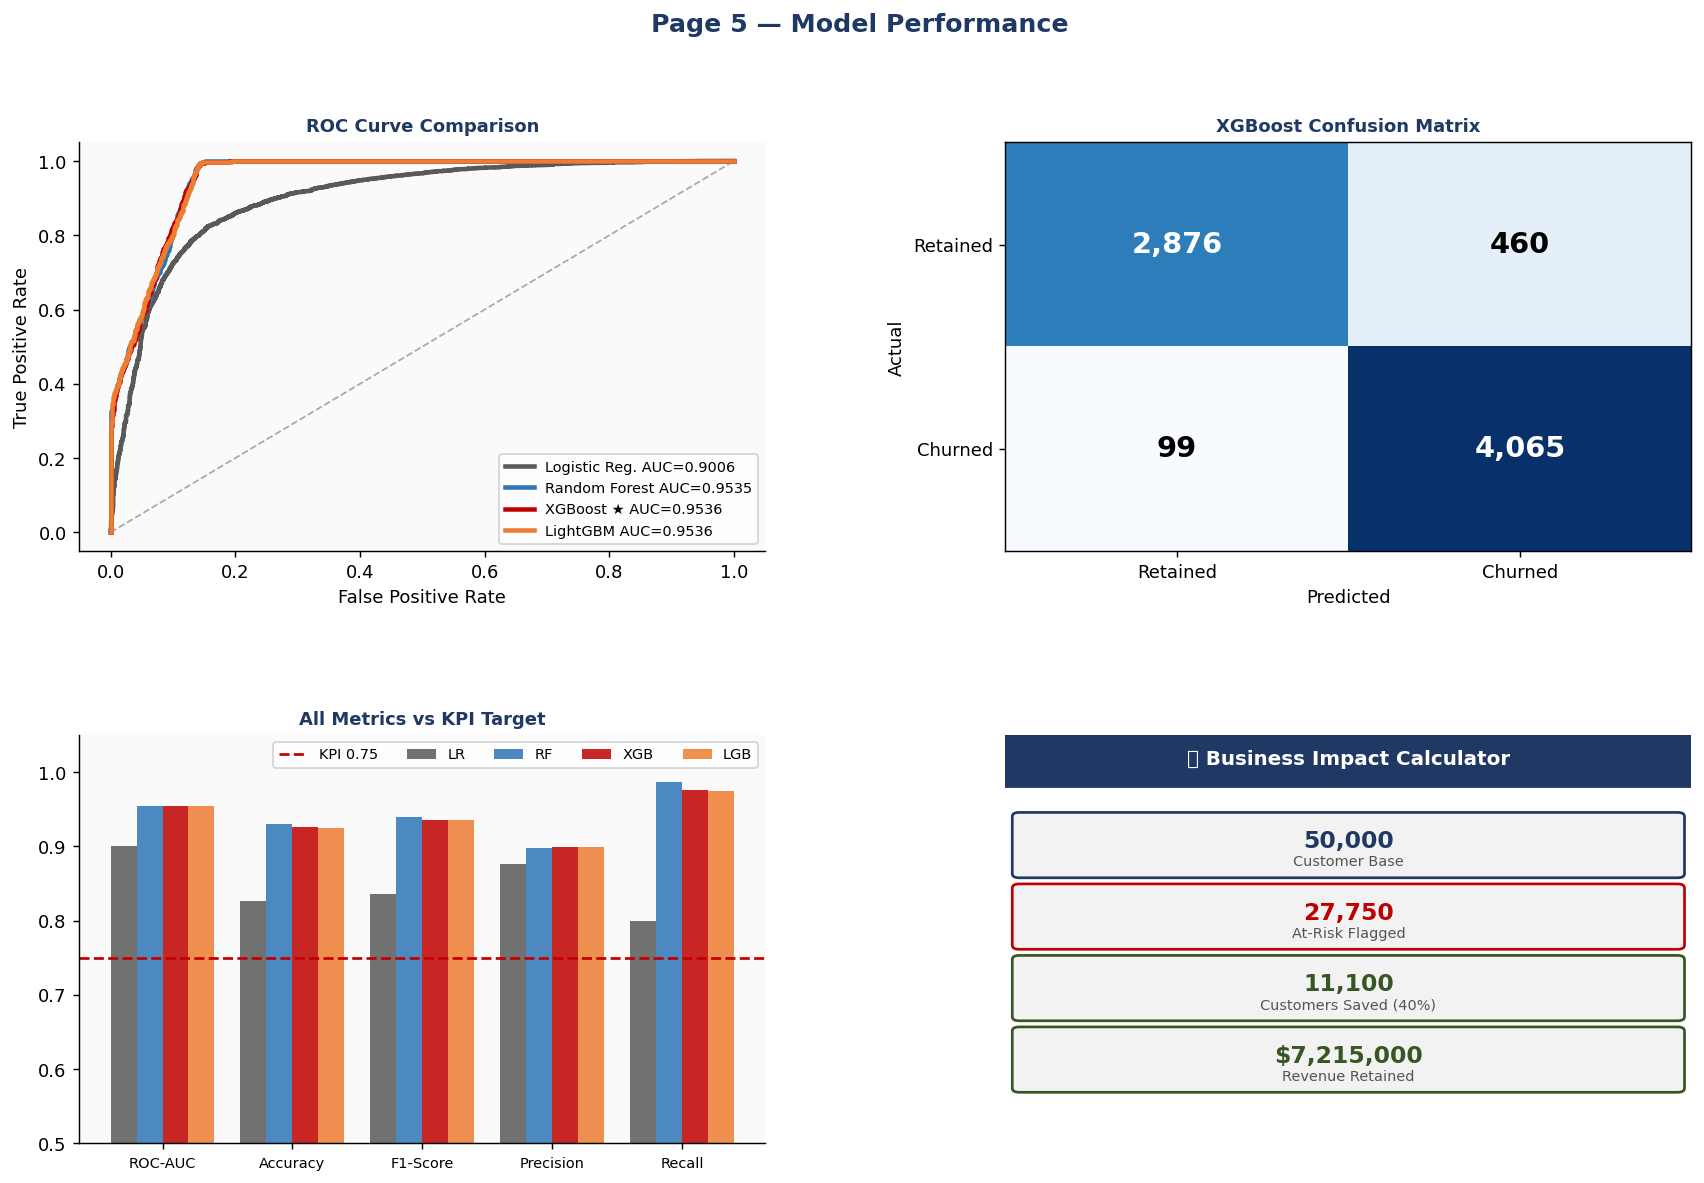 Page 5 — Model Performance
ROC Curve Comparison
1.0
0.8
0.6
0.4
0.2
0.0
True Positive Rate
Logistic Reg. AUC=0.9006
Random Forest AUC=0.9535
XGBoost ★ AUC=0.9536
LightGBM AUC=0.9536
0.0 0.2 0.4 0.6 0.8 1.0
False Positive Rate
XGBoost Confusion Matrix
Actual
Retained 2,876 460
Churned 99 4,065
Retained Churned
Predicted
All Metrics vs KPI Target
KPI 0.75 LR RF XGB LGB
1.0
0.9
0.8
0.7
0.6
0.5
ROC-AUC Accuracy F1-Score Precision Recall
Business Impact Calculator
50,000
Customer Base
27,750
At-Risk Flagged
11,100
Customers Saved (40%)
$7,215,000
Revenue Retained